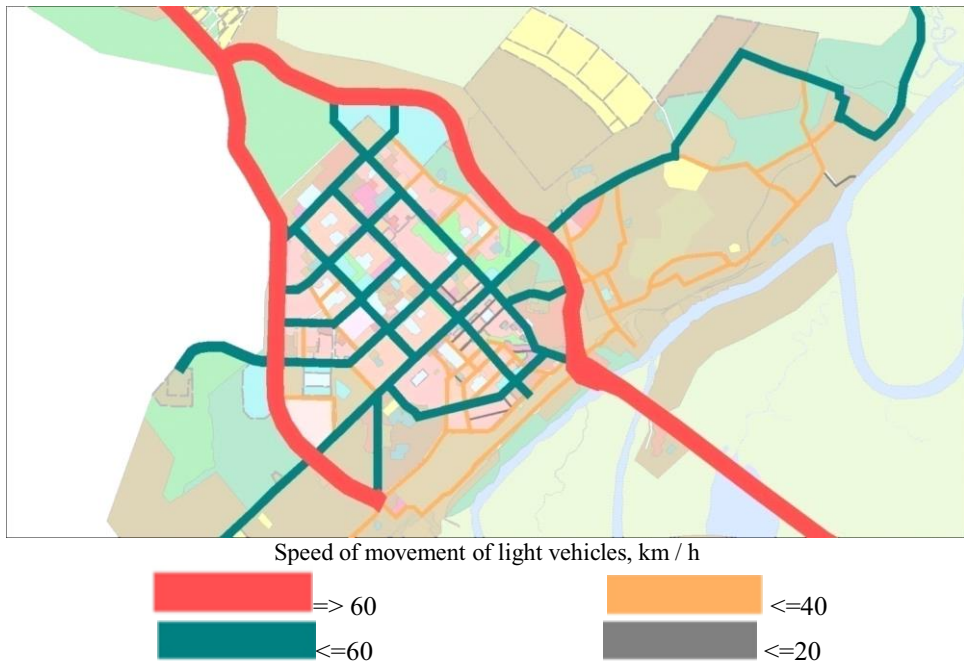 Speed of movement of light vehicles, km / h
=> 60 <=40
<=60 <=20